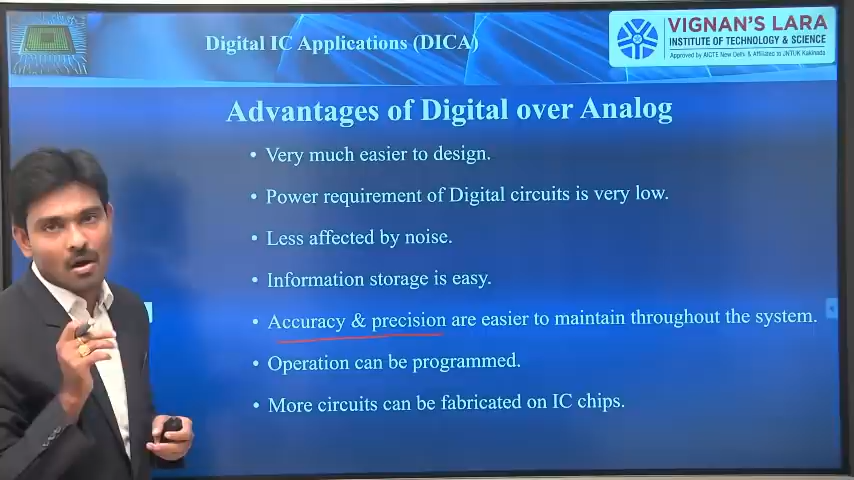 Digital IC Applications (DICA)
VIGNAN'S LARA
INSTITUTE OF TECHNOLOGY & SCIENCE
Approved by AICTE New Delhi & Affiliated to JNTUK Kakinada
Advantages of Digital over Analog
• Very much easier to design.
• Power requirement of Digital circuits is very low.
• Less affected by noise.
• Information storage is easy.
• Accuracy & precision are easier to maintain throughout the system.
• Operation can be programmed.
• More circuits can be fabricated on IC chips.